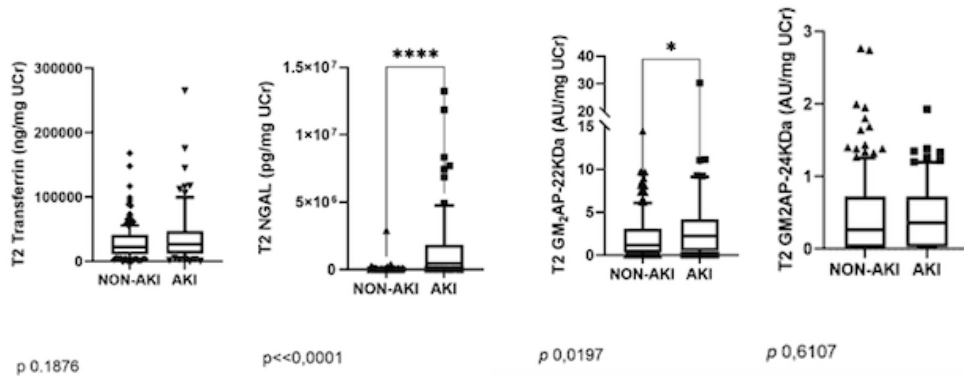 T2 Transferrin (ng/mg UCr)
300000
200000
100000
0
NON-AKI AKI
p 0.1876
T2 NGAL (pg/mg UCr)
****
1.5×10⁷
1×10⁷
5×10⁶
0
NON-AKI AKI
p<<0,0001
T2 GM₂AP-22KDa (AU/mg UCr)
*
40
30
20
15
10
5
0
NON-AKI AKI
p 0,0197
T2 GM2AP-24KDa (AU/mg UCr)
3
2
1
0
NON-AKI AKI
p 0,6107